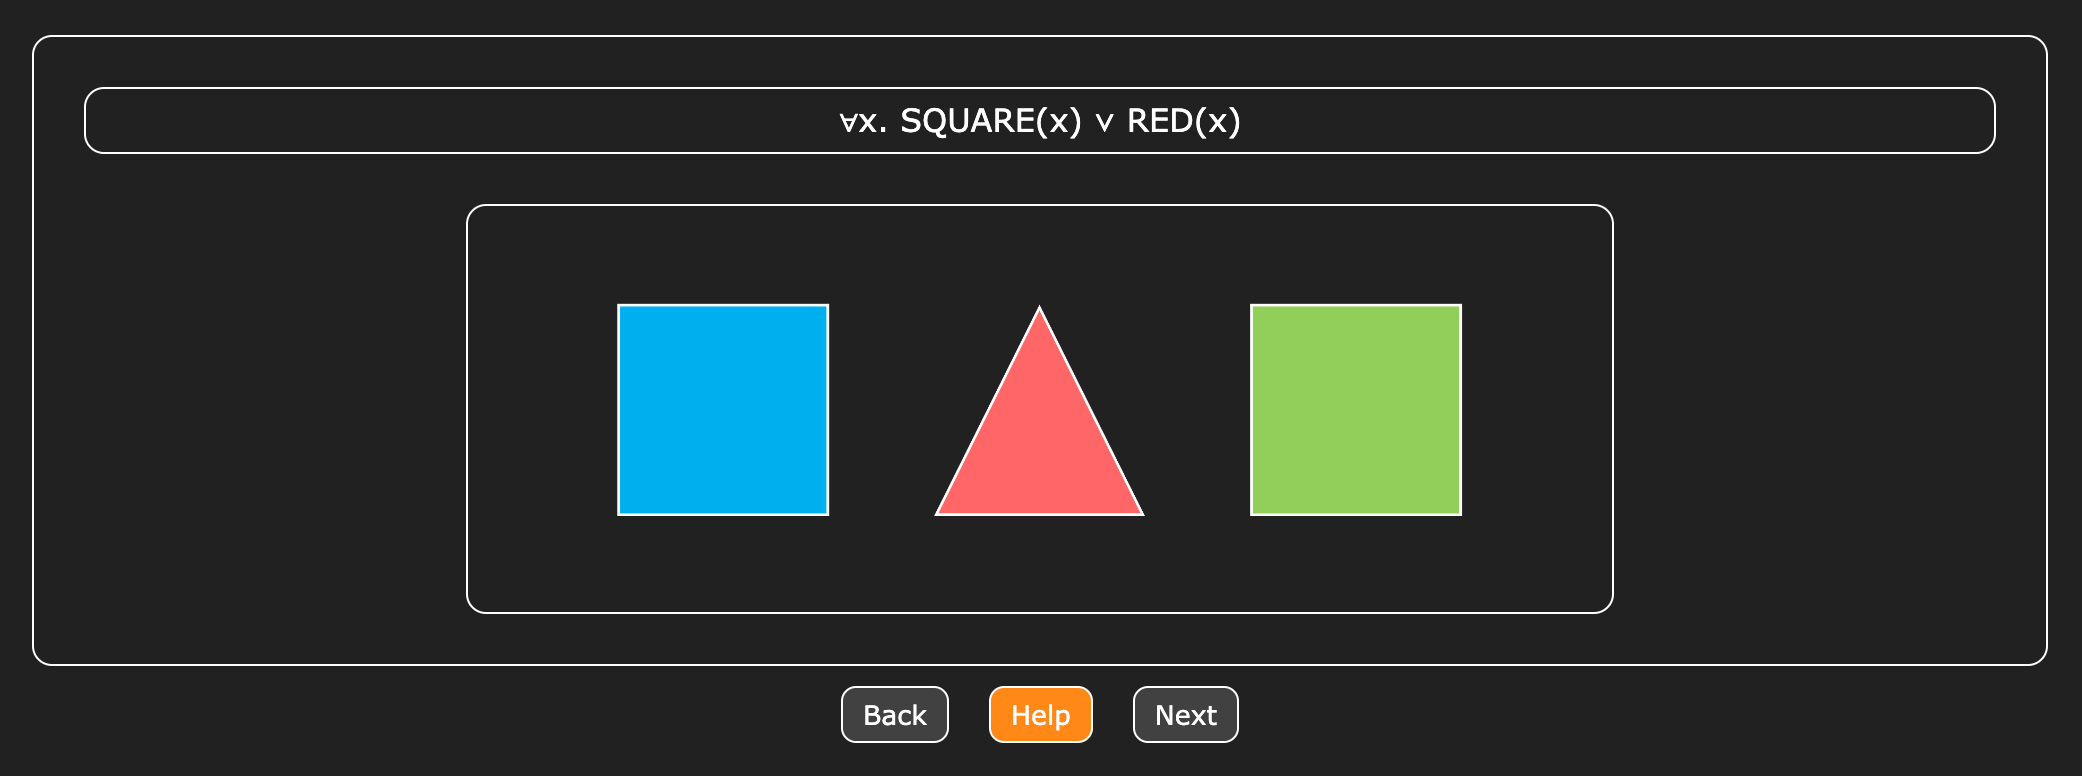 ∀x. SQUARE(x) ∨ RED(x)
Back
Help
Next